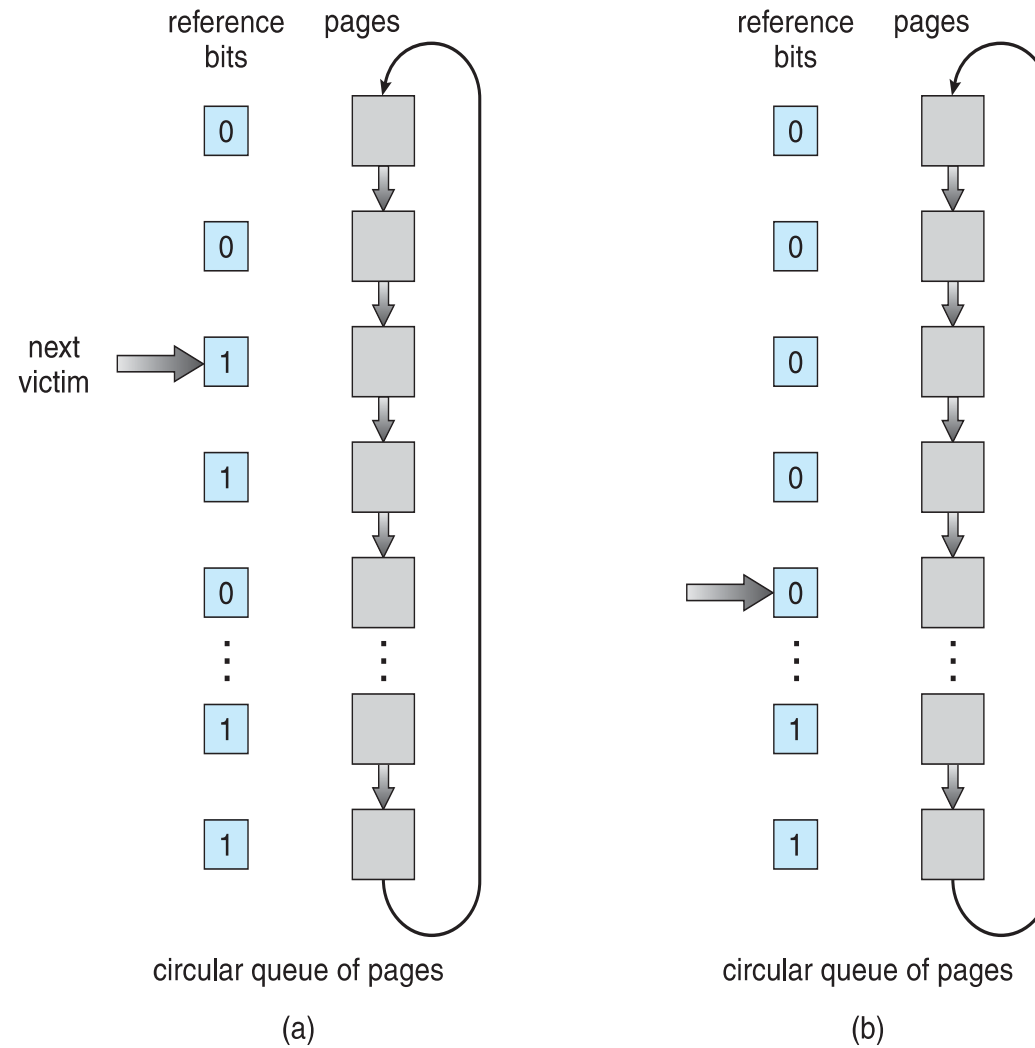 reference bits
pages
0
0
next victim
1
1
0
1
1
circular queue of pages
(a)
reference bits
pages
0
0
0
0
0
1
1
circular queue of pages
(b)